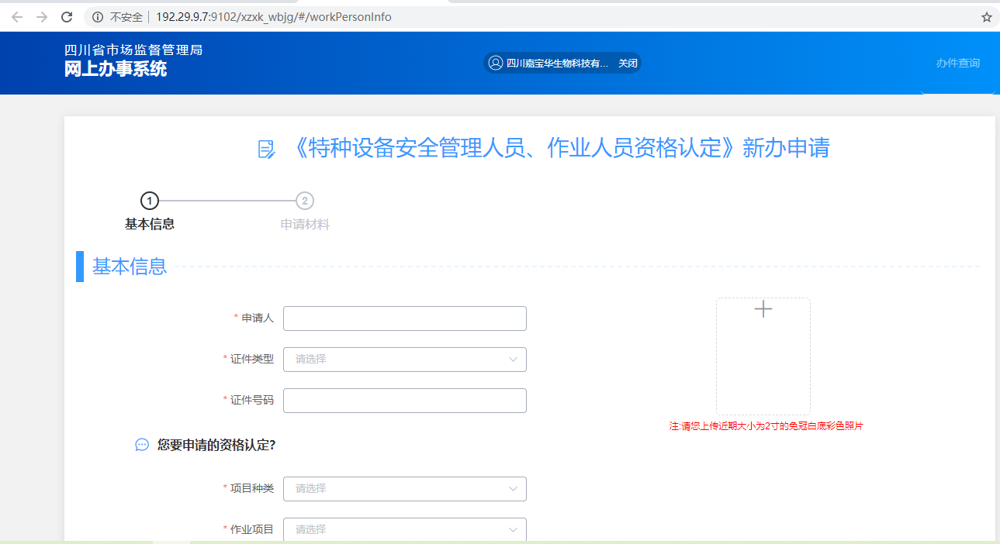 不安全 192.29.9.7:9102/xzxk_wbjg/#/workPersonInfo
四川省市场监督管理局
网上办事系统
四川嘉宝华生物科技有... 关闭
办件查询
《特种设备安全管理人员、作业人员资格认定》新办申请
1 2
基本信息 申请材料
基本信息
* 申请人
* 证件类型 请选择
* 证件号码
注:请您上传近期大小为2寸的免冠白底彩色照片
您要申请的资格认定?
* 项目种类 请选择
* 作业项目 请选择